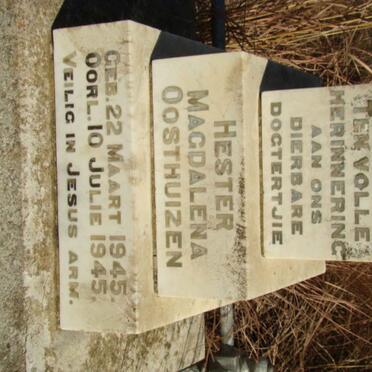 TEN VOLLE
HERINNERING
AAN ONS
DIERBARE
DOGTERTJIE
HESTER
MAGDALENA
OOSTHUIZEN
GEB. 22 MAART 1945
OORL. 10 JULIE 1945.
VEILIG IN JESUS ARM.